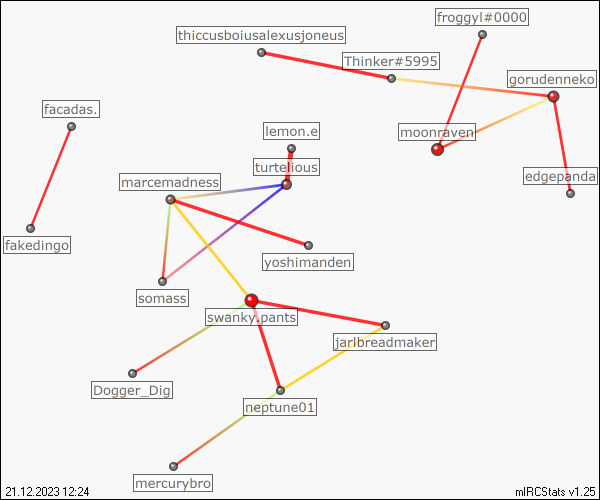 froggyl#0000
thiccusboiusalexusjoneus
Thinker#5995
gorudenneko
facadas.
lemon.e
moonraven
turtelious
edgepanda
marcemadness
fakedingo
yoshimanden
somass
swanky.pants
jarlbreadmaker
Dogger_Dig
neptune01
mercurybro
21.12.2023 12:24
mIRCStats v1.25